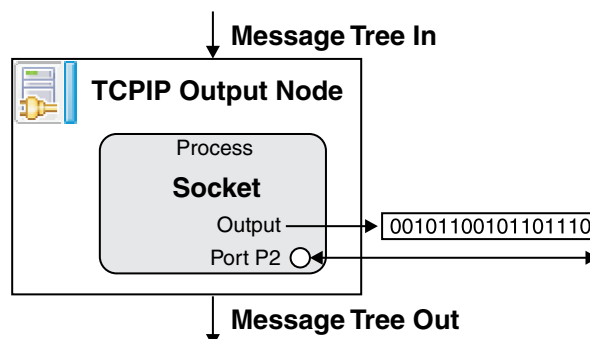 Message Tree In
TCPIP Output Node
Process
Socket
Output
00101100101101110
Port P2
Message Tree Out